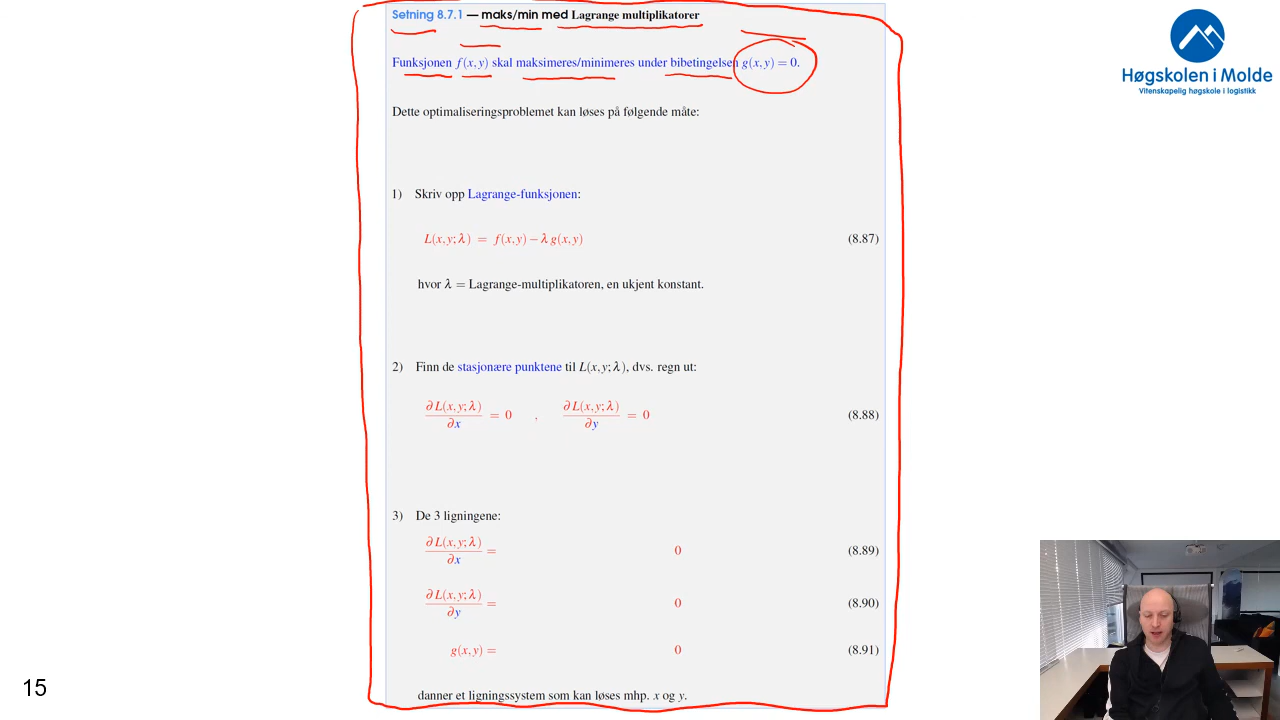 Setning 8.7.1 — maks/min med Lagrange multiplikatorer
Funksjonen f(x,y) skal maksimeres/minimeres under bibetingelsen g(x,y) = 0.
Dette optimaliseringsproblemet kan løses på følgende måte:
1) Skriv opp Lagrange-funksjonen:
L(x,y;λ) = f(x,y) − λ g(x,y) (8.87)
hvor λ = Lagrange-multiplikatoren, en ukjent konstant.
2) Finn de stasjonære punktene til L(x,y;λ), dvs. regn ut:
∂L(x,y;λ)/∂x = 0 , ∂L(x,y;λ)/∂y = 0 (8.88)
3) De 3 ligningene:
∂L(x,y;λ)/∂x = 0 (8.89)
∂L(x,y;λ)/∂y = 0 (8.90)
g(x,y) = 0 (8.91)
danner et ligningssystem som kan løses mhp. x og y.
Høgskolen i Molde
Vitenskapelig høgskole i logistikk
15